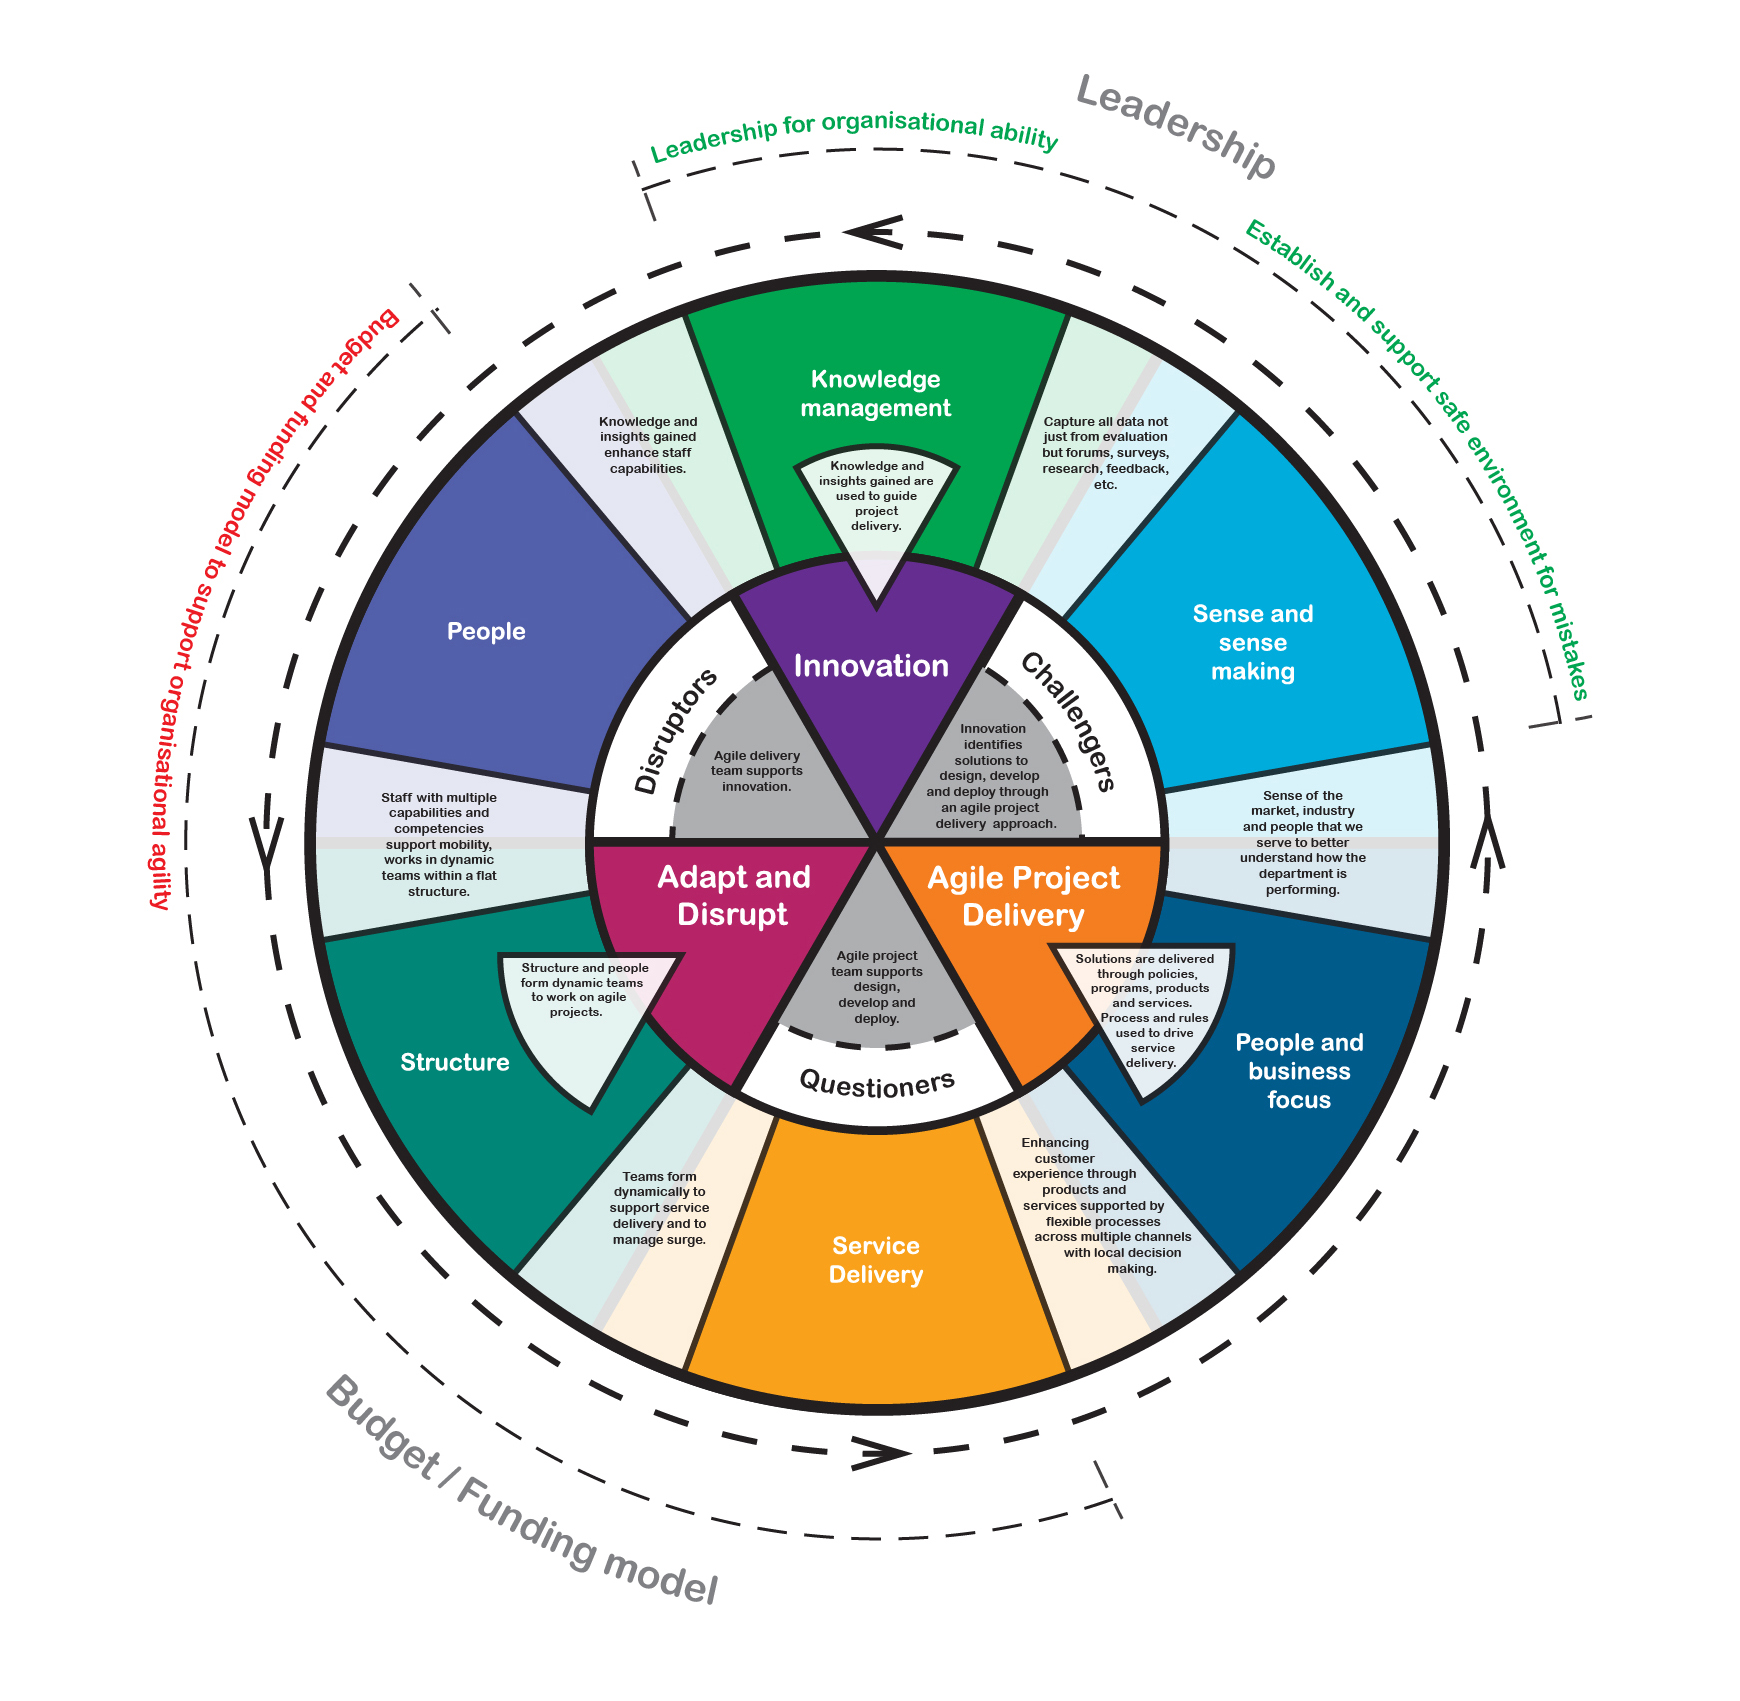 Leadership
Leadership for organisational ability
Establish and support safe environment for mistakes
Budget and funding model to support organisational agility
Knowledge
management
Knowledge and
insights gained are
used to guide
project
delivery.
Knowledge and
insights gained
enhance staff
capabilities.
Capture all data not
just from evaluation
but forums, surveys,
research, feedback,
etc.
People
Sense and
sense
making
Innovation
Disruptors
Challengers
Agile delivery
team supports
innovation.
Innovation
identifies
solutions to
design, develop
and deploy through
an agile project
delivery approach.
Staff with multiple
capabilities and
competencies
support mobility,
works in dynamic
teams within a flat
structure.
Sense of the
market, industry
and people that we
serve to better
understand how the
department is
performing.
Adapt and
Disrupt
Agile Project
Delivery
Agile project
team supports
design,
develop and
deploy.
Structure and people
form dynamic teams
to work on agile
projects.
Solutions are delivered
through policies,
programs, products
and services.
Process and rules
used to drive
service
delivery.
Structure
People and
business
focus
Questioners
Teams form
dynamically to
support service
delivery and to
manage surge.
Enhancing
customer
experience through
products and
services supported by
flexible processes
across multiple channels
with local decision
making.
Service
Delivery
Budget / Funding model